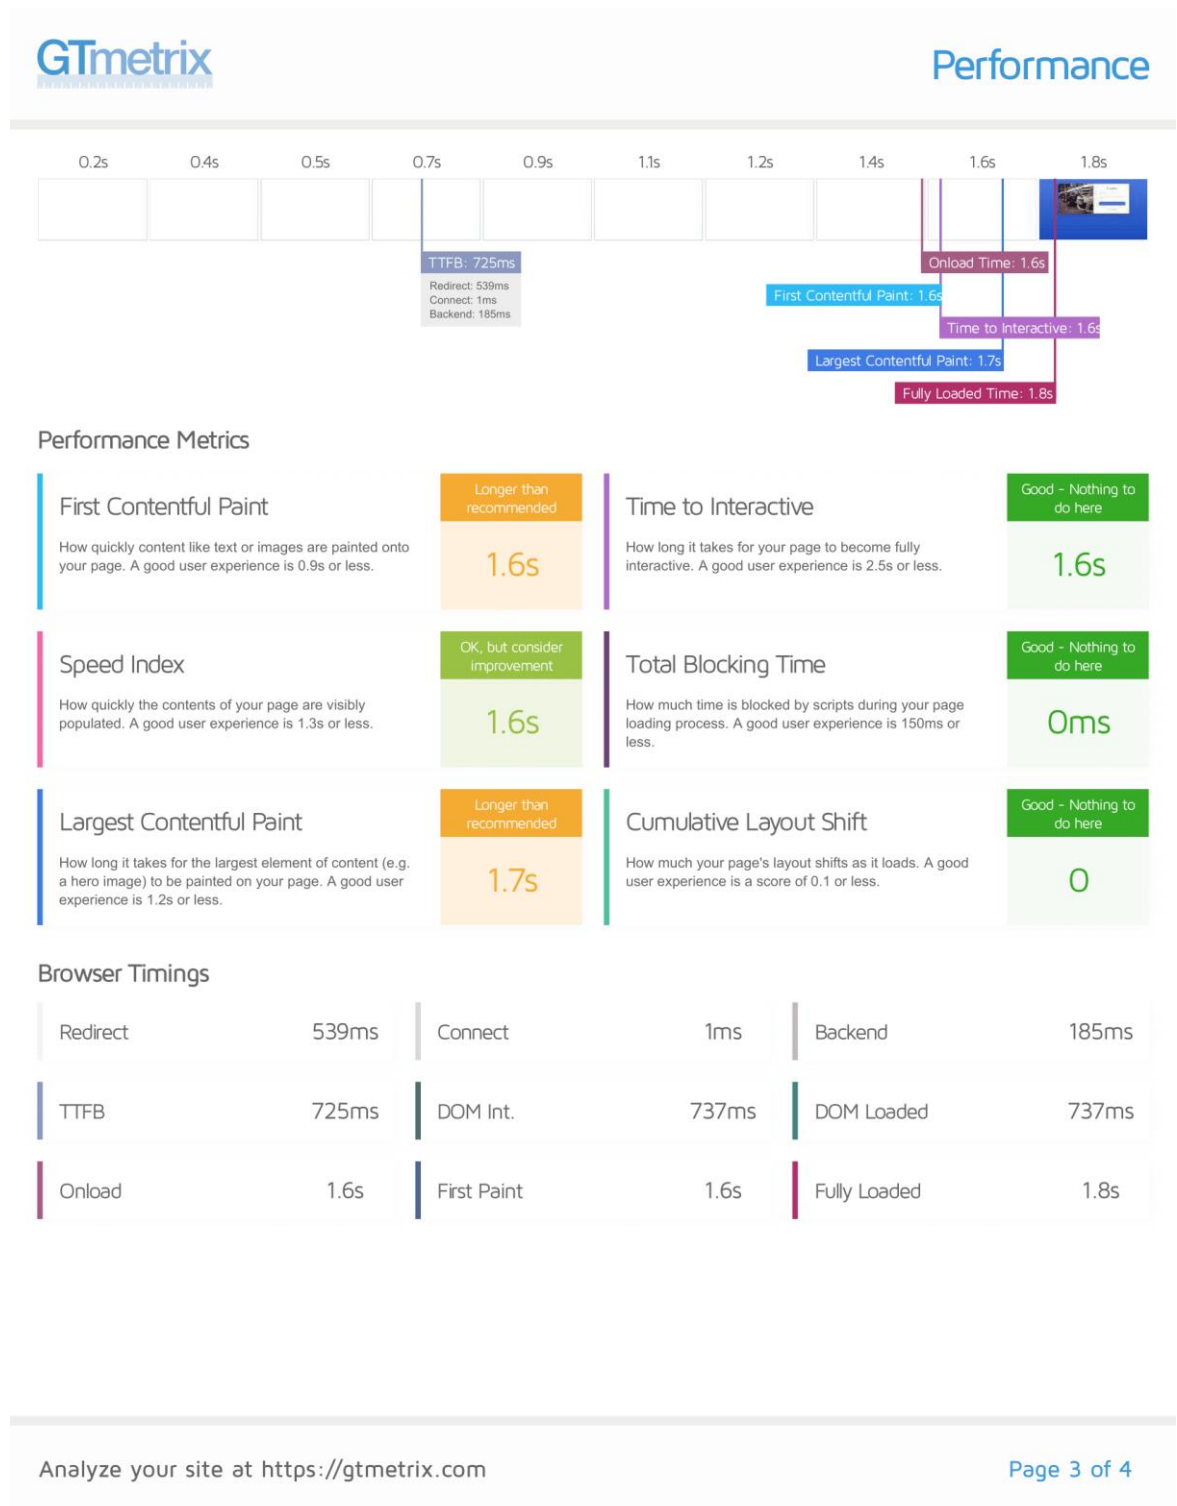 GTmetrix
Performance
0.2s 0.4s 0.5s 0.7s 0.9s 1.1s 1.2s 1.4s 1.6s 1.8s
TTFB: 725ms
Redirect: 539ms
Connect: 1ms
Backend: 185ms
Onload Time: 1.6s
First Contentful Paint: 1.6s
Time to Interactive: 1.6s
Largest Contentful Paint: 1.7s
Fully Loaded Time: 1.8s
Performance Metrics
First Contentful Paint
How quickly content like text or images are painted onto
your page. A good user experience is 0.9s or less.
Longer than
recommended
1.6s
Time to Interactive
How long it takes for your page to become fully
interactive. A good user experience is 2.5s or less.
Good - Nothing to
do here
1.6s
Speed Index
How quickly the contents of your page are visibly
populated. A good user experience is 1.3s or less.
OK, but consider
improvement
1.6s
Total Blocking Time
How much time is blocked by scripts during your page
loading process. A good user experience is 150ms or
less.
Good - Nothing to
do here
0ms
Largest Contentful Paint
How long it takes for the largest element of content (e.g.
a hero image) to be painted on your page. A good user
experience is 1.2s or less.
Longer than
recommended
1.7s
Cumulative Layout Shift
How much your page's layout shifts as it loads. A good
user experience is a score of 0.1 or less.
Good - Nothing to
do here
0
Browser Timings
Redirect 539ms
Connect 1ms
Backend 185ms
TTFB 725ms
DOM Int. 737ms
DOM Loaded 737ms
Onload 1.6s
First Paint 1.6s
Fully Loaded 1.8s
Analyze your site at https://gtmetrix.com
Page 3 of 4